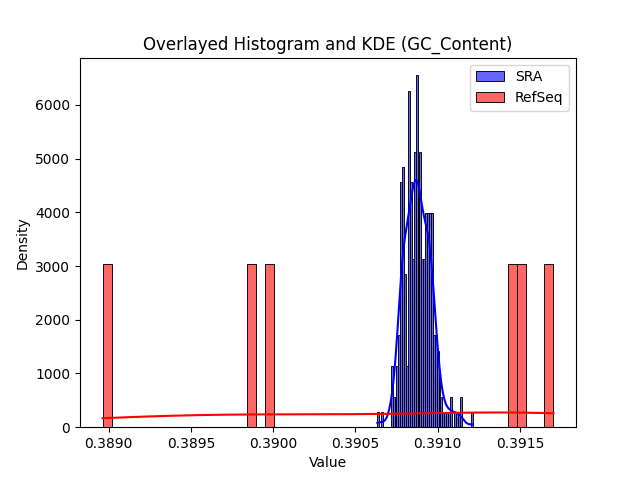 Overlayed Histogram and KDE (GC_Content)
SRA
RefSeq
6000
5000
4000
3000
2000
1000
0
Density
0.3890
0.3895
0.3900
0.3905
0.3910
0.3915
Value